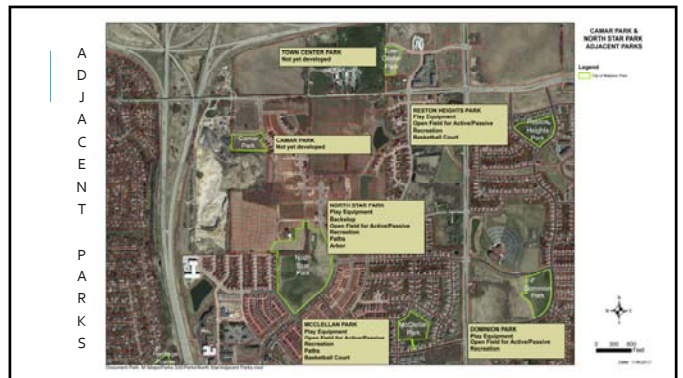 ADJACENT PARKS
CAMAR PARK &
NORTH STAR PARK
ADJACENT PARKS
Legend
City of Madison Park
TOWN CENTER PARK
Not yet developed
Town
Center
Park
RESTON HEIGHTS PARK
Play Equipment
Open Field for Active/Passive
Recreation
Basketball Court
Reston
Heights
Park
Camar
Park
CAMAR PARK
Not yet developed
NORTH STAR PARK
Play Equipment
Backstop
Open Field for Active/Passive
Recreation
Paths
Arbor
North
Star
Park
MCCLELLAN PARK
Play Equipment
Open Field for Active/Passive
Recreation
Paths
Basketball Court
McClellan
Park
Dominion
Park
DOMINION PARK
Play Equipment
Open Field for Active/Passive
Recreation
N
0 300 600
Feet